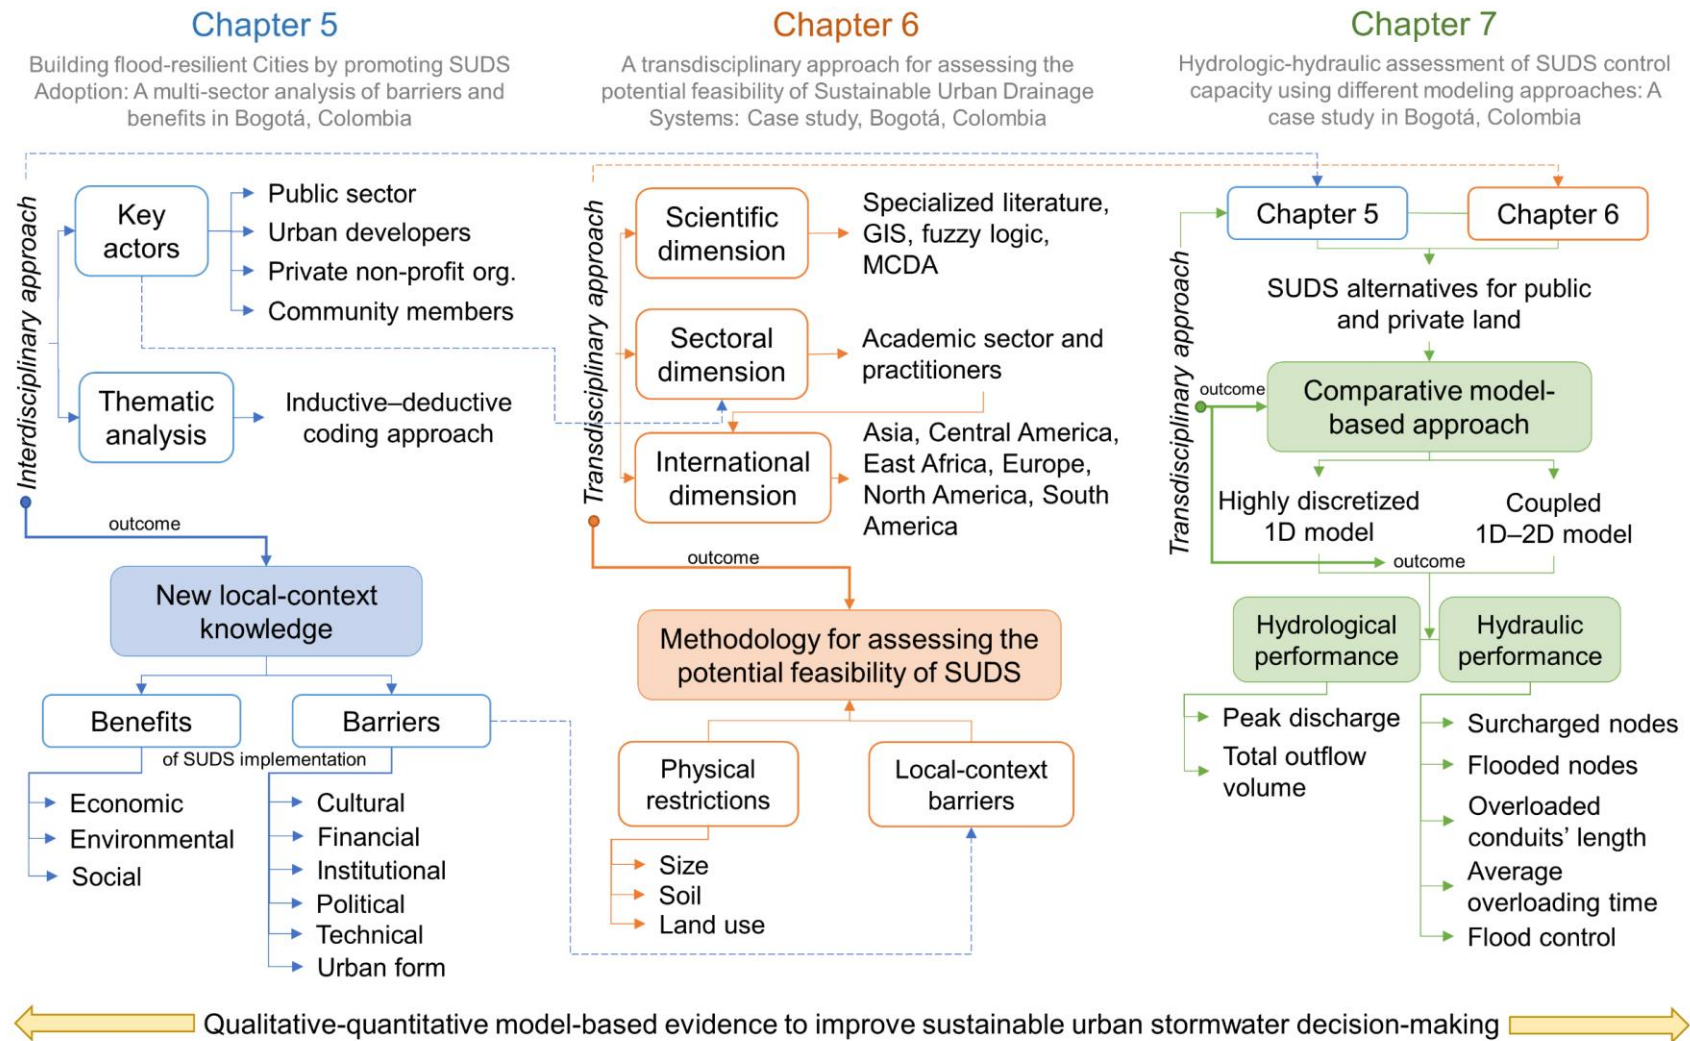 Chapter 5
Building flood-resilient Cities by promoting SUDS
Adoption: A multi-sector analysis of barriers and
benefits in Bogotá, Colombia
Interdisciplinary approach
Key
actors
Public sector
Urban developers
Private non-profit org.
Community members
Thematic
analysis
Inductive–deductive
coding approach
outcome
New local-context
knowledge
Benefits
Barriers
of SUDS implementation
Economic
Environmental
Social
Cultural
Financial
Institutional
Political
Technical
Urban form
Chapter 6
A transdisciplinary approach for assessing the
potential feasibility of Sustainable Urban Drainage
Systems: Case study, Bogotá, Colombia
Transdisciplinary approach
Scientific
dimension
Specialized literature,
GIS, fuzzy logic,
MCDA
Sectoral
dimension
Academic sector and
practitioners
International
dimension
Asia, Central America,
East Africa, Europe,
North America, South
America
outcome
Methodology for assessing the
potential feasibility of SUDS
Physical
restrictions
Local-context
barriers
Size
Soil
Land use
Chapter 7
Hydrologic-hydraulic assessment of SUDS control
capacity using different modeling approaches: A
case study in Bogotá, Colombia
Transdisciplinary approach
Chapter 5
Chapter 6
SUDS alternatives for public
and private land
outcome
Comparative model-
based approach
Highly discretized
1D model
Coupled
1D–2D model
outcome
Hydrological
performance
Hydraulic
performance
Peak discharge
Total outflow
volume
Surcharged nodes
Flooded nodes
Overloaded
conduits' length
Average
overloading time
Flood control
Qualitative-quantitative model-based evidence to improve sustainable urban stormwater decision-making